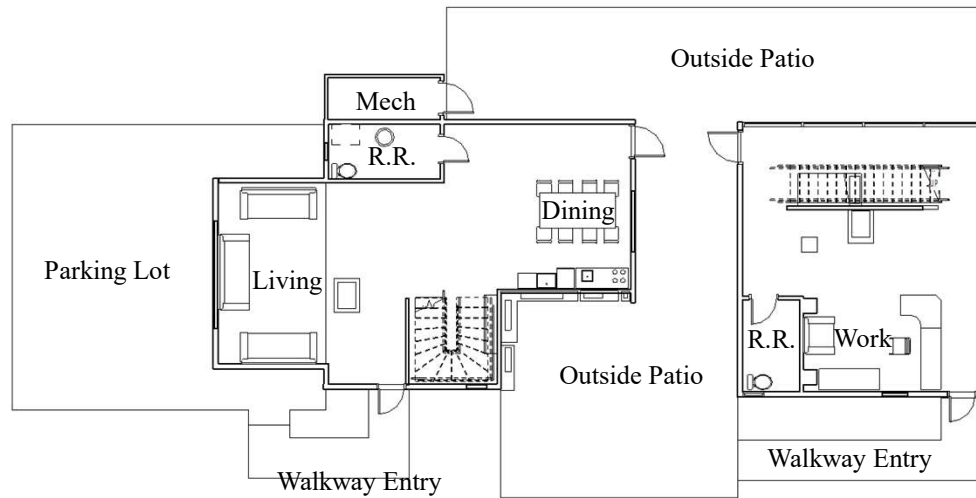 Outside Patio
Mech
R.R.
Dining
Parking Lot
Living
R.R.
Work
Outside Patio
Walkway Entry
Walkway Entry